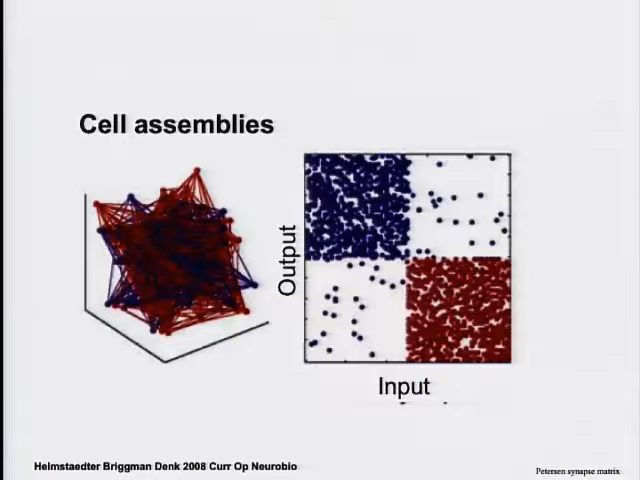 Cell assemblies
Output
Input
Helmstaedter Briggman Denk 2008 Curr Op Neurobio
Petersen synapse matrix